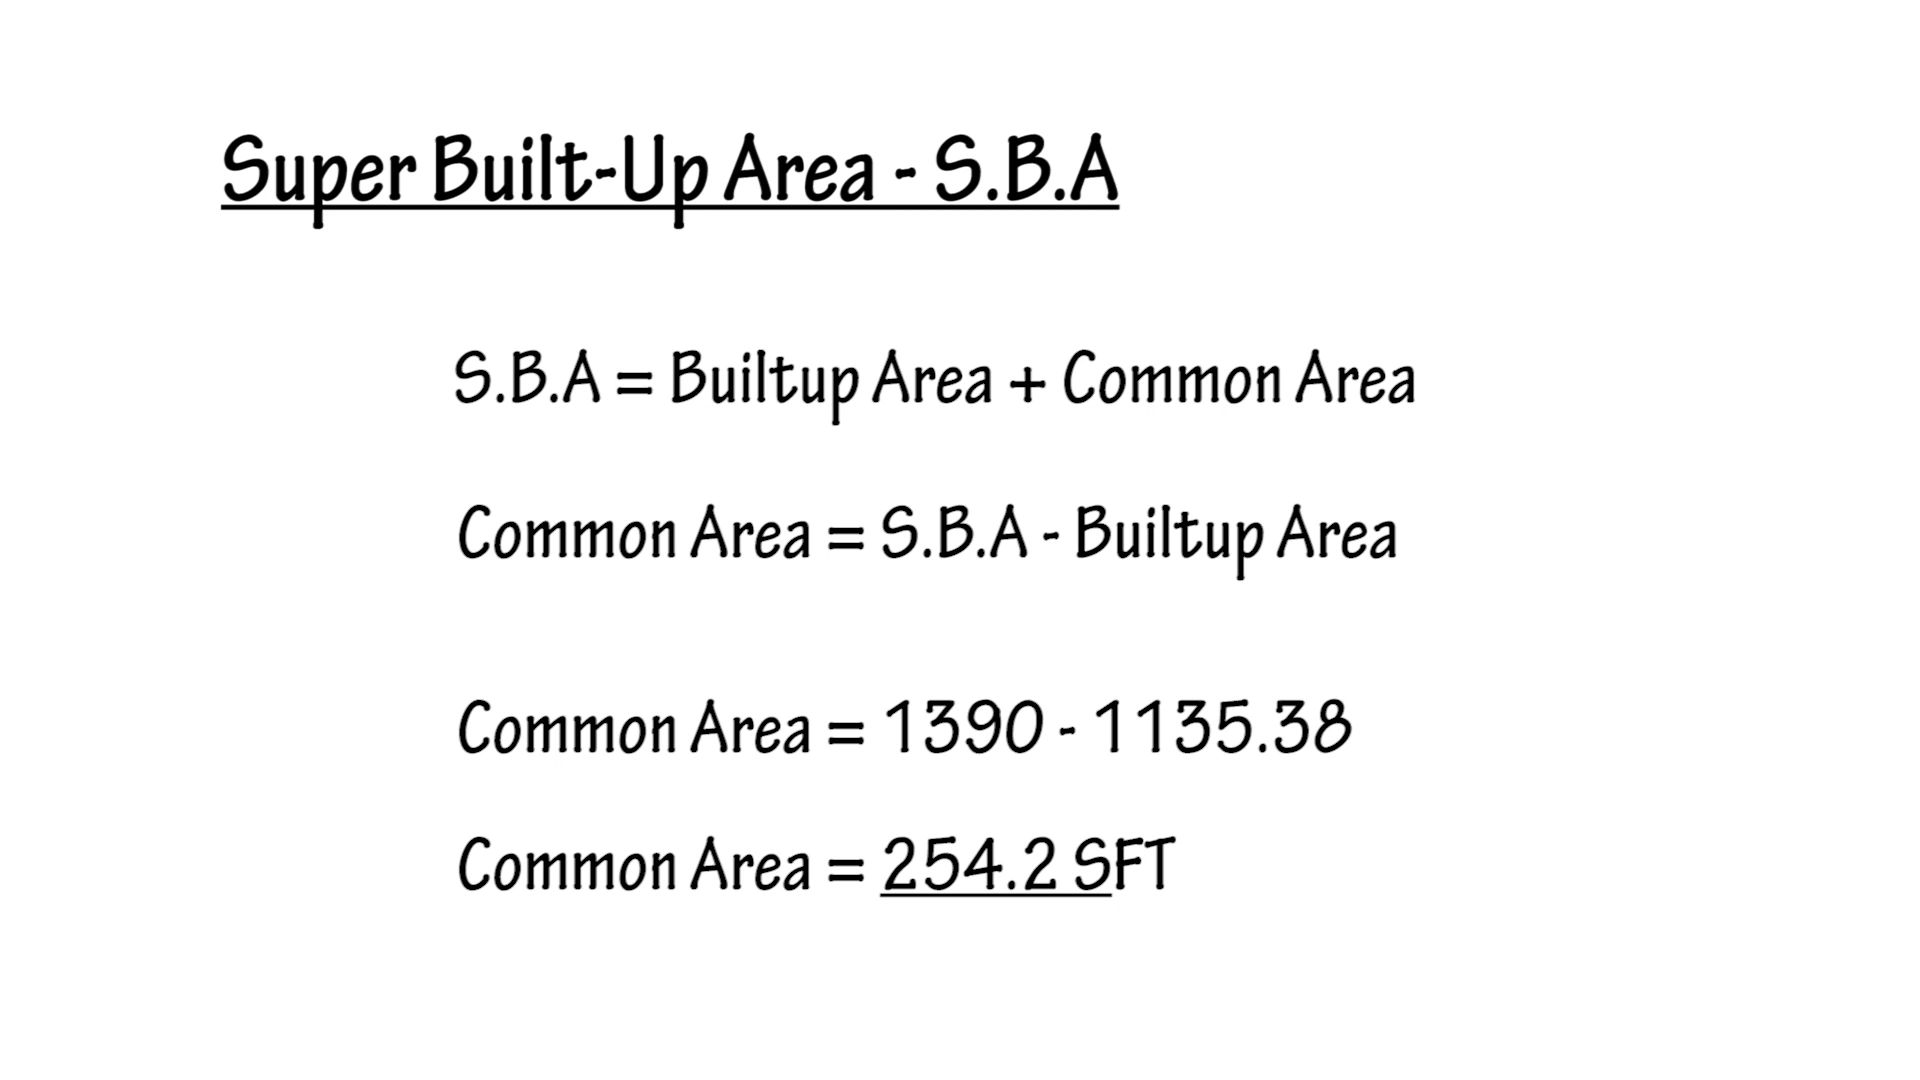 Super Built-Up Area - S.B.A
S.B.A = Builtup Area + Common Area
Common Area = S.B.A - Builtup Area
Common Area = 1390 - 1135.38
Common Area = 254.2 SFT